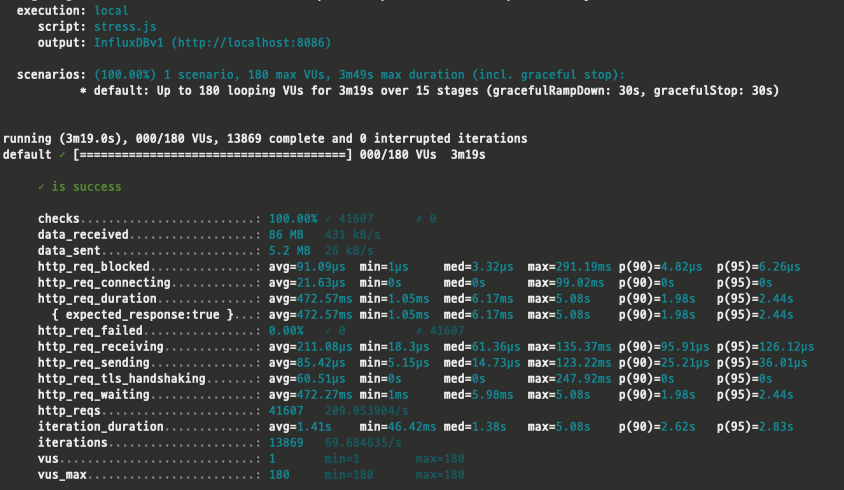 execution: local
script: stress.js
output: InfluxDBv1 (http://localhost:8086)
scenarios: (100.00%) 1 scenario, 180 max VUs, 3m49s max duration (incl. graceful stop):
* default: Up to 180 looping VUs for 3m19s over 15 stages (gracefulRampDown: 30s, gracefulStop: 30s)
running (3m19.0s), 000/180 VUs, 13869 complete and 0 interrupted iterations
default ✓ [======================================] 000/180 VUs  3m19s
✓ is success
checks.........................: 100.00% ✓ 41607      ✗ 0
data_received..................: 86 MB   431 kB/s
data_sent......................: 5.2 MB  26 kB/s
http_req_blocked...............: avg=91.09µs  min=1µs     med=3.32µs  max=291.19ms p(90)=4.82µs  p(95)=6.26µs
http_req_connecting............: avg=21.63µs  min=0s      med=0s      max=99.02ms  p(90)=0s      p(95)=0s
http_req_duration..............: avg=472.57ms min=1.05ms  med=6.17ms  max=5.08s    p(90)=1.98s   p(95)=2.44s
{ expected_response:true }...: avg=472.57ms min=1.05ms  med=6.17ms  max=5.08s    p(90)=1.98s   p(95)=2.44s
http_req_failed................: 0.00%   ✓ 0          ✗ 41607
http_req_receiving.............: avg=211.08µs min=18.3µs  med=61.36µs max=135.37ms p(90)=95.91µs p(95)=126.12µs
http_req_sending...............: avg=85.42µs  min=5.15µs  med=14.73µs max=123.22ms p(90)=25.21µs p(95)=36.01µs
http_req_tls_handshaking.......: avg=60.51µs  min=0s      med=0s      max=247.92ms p(90)=0s      p(95)=0s
http_req_waiting...............: avg=472.27ms min=1ms     med=5.98ms  max=5.08s    p(90)=1.98s   p(95)=2.44s
http_reqs......................: 41607   209.053904/s
iteration_duration.............: avg=1.41s    min=46.42ms med=1.38s   max=5.08s    p(90)=2.62s   p(95)=2.83s
iterations.....................: 13869   69.684635/s
vus............................: 1       min=1        max=180
vus_max........................: 180     min=180      max=180